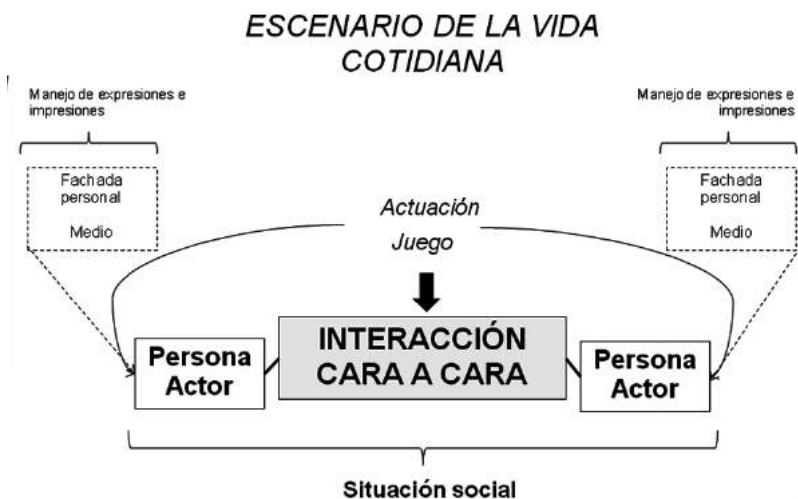 ESCENARIO DE LA VIDA
COTIDIANA
Manejo de expresiones e
impresiones
Manejo de expresiones e
impresiones
Fachada
personal
Medio
Fachada
personal
Medio
Actuación
Juego
Persona
Actor
INTERACCIÓN
CARA A CARA
Persona
Actor
Situación social